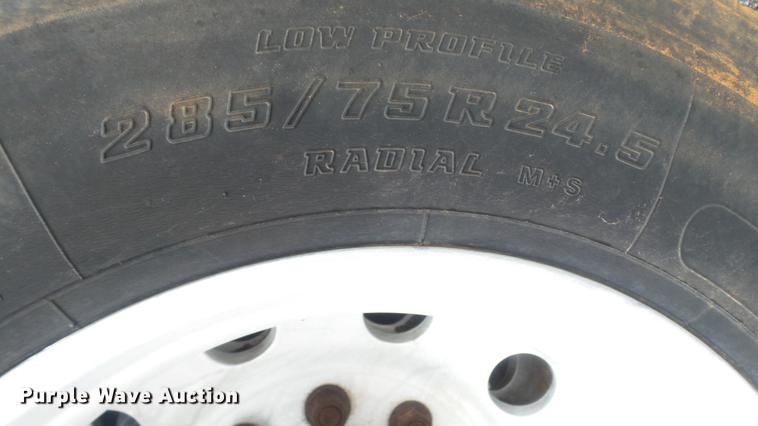 LOW PROFILE
285/75R24.5
RADIAL M+S
Purple Wave Auction